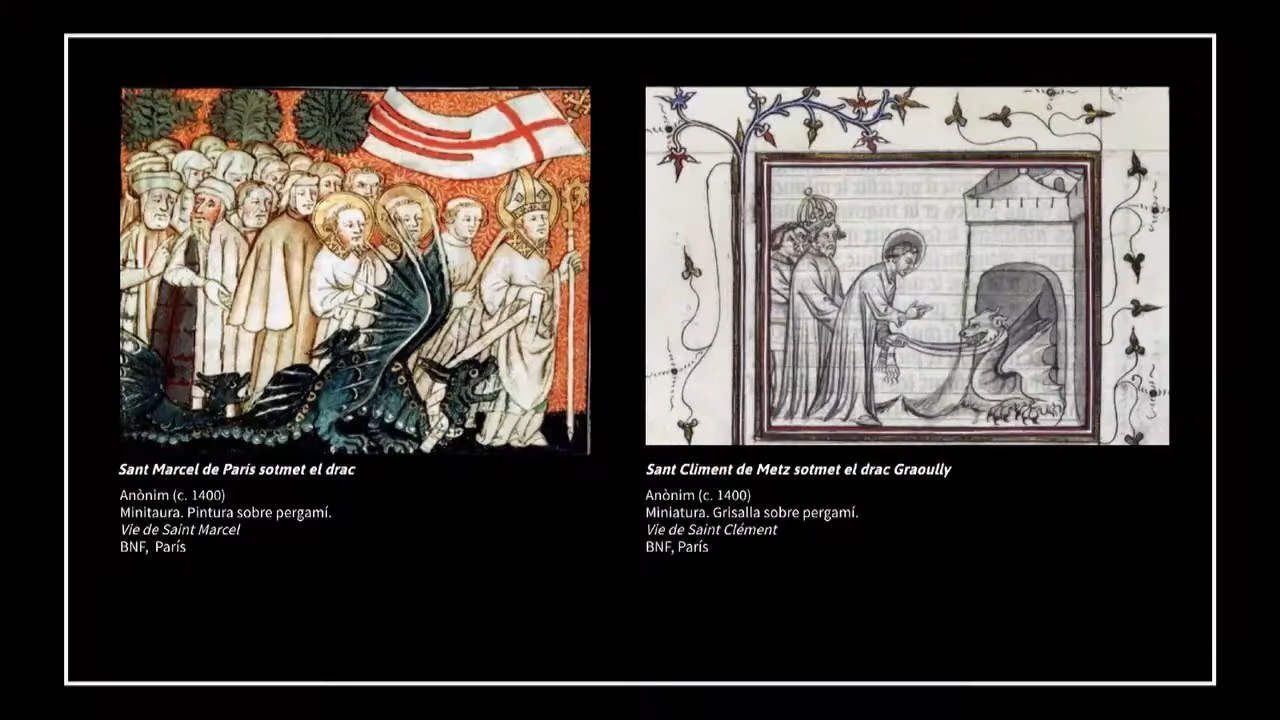 Sant Marcel de París sotmet el drac
Anònim (c. 1400)
Minitaura. Pintura sobre pergamí.
Vie de Saint Marcel
BNF, París
Sant Climent de Metz sotmet el drac Graoully
Anònim (c. 1400)
Miniatura. Grisalla sobre pergamí.
Vie de Saint Clément
BNF, París